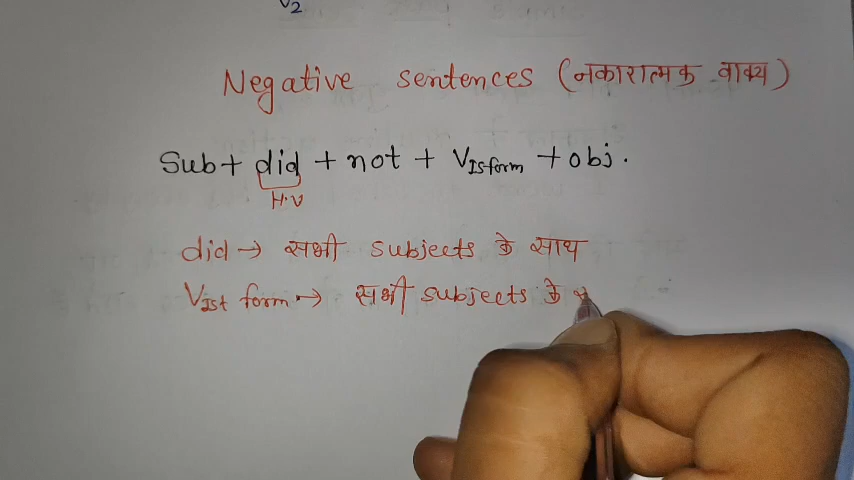 V2
Negative sentences (नकारात्मक वाक्य)
Sub+ did + not + VIst form + obj.
H.V
did → सभी subjects के साथ
VIst form → सभी subjects के